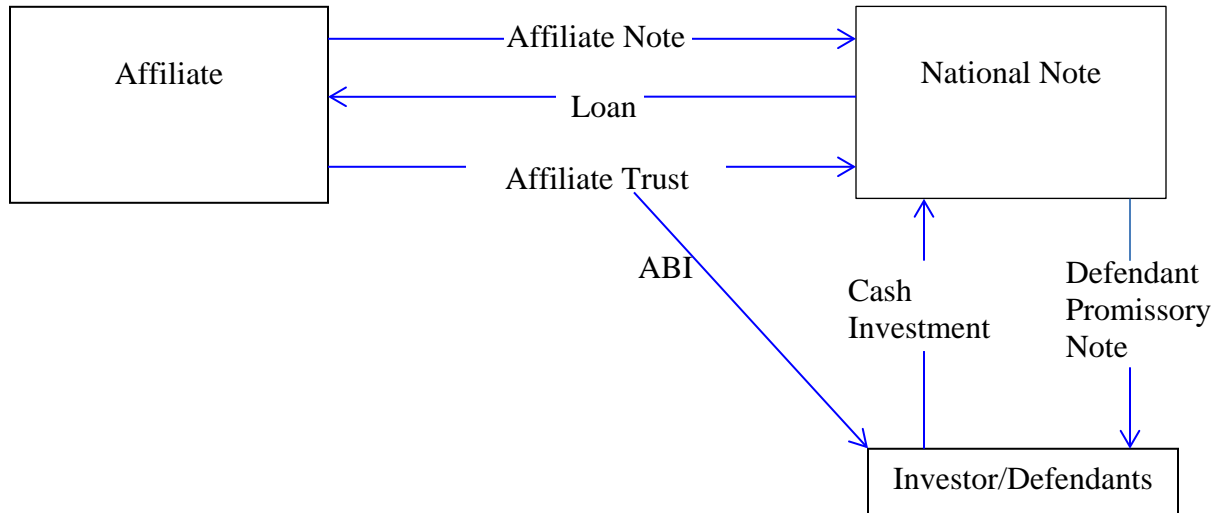 Affiliate Note
Affiliate
National Note
Loan
Affiliate Trust
ABI
Cash
Investment
Defendant
Promissory
Note
Investor/Defendants